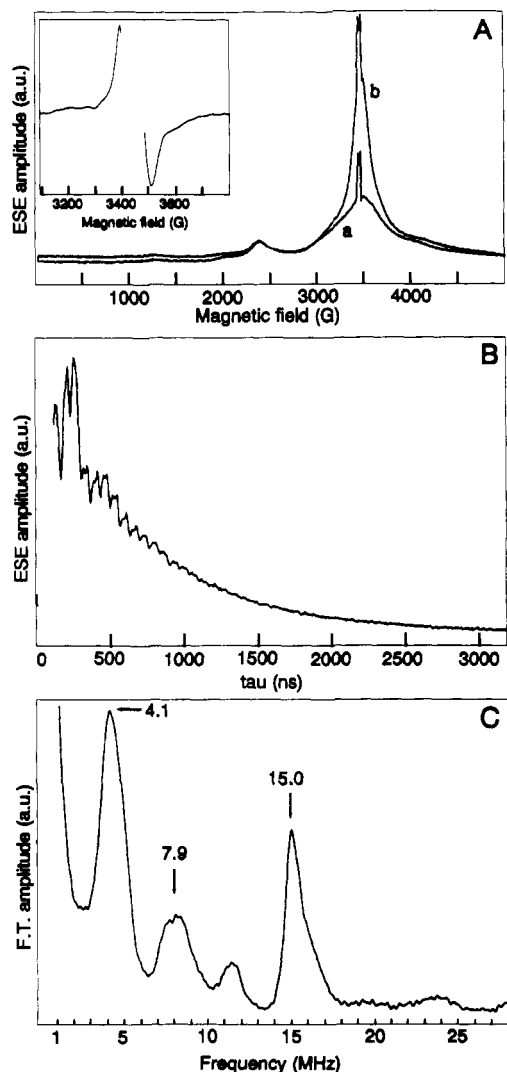 A
ESE amplitude (a.u.)
b
a
3200 3400 3600
Magnetic field (G)
1000 2000 3000 4000
Magnetic field (G)
B
ESE amplitude (a.u.)
0 500 1000 1500 2000 2500 3000
tau (ns)
C
F.T. amplitude (a.u.)
4.1
7.9
15.0
1 5 10 15 20 25
Frequency (MHz)